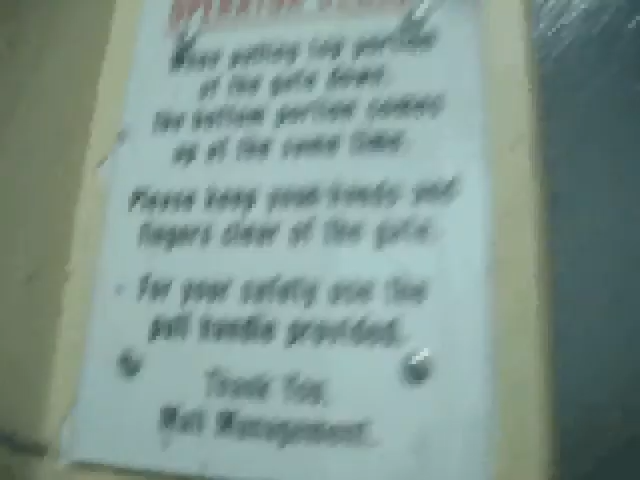 OPERATOR
When pulling top portion
of the gate down.
The bottom portion comes
up at the same time.
Please keep your hands and
fingers clear of the gate.
- For your safety use the
pull handle provided.
Thank You,
Management.